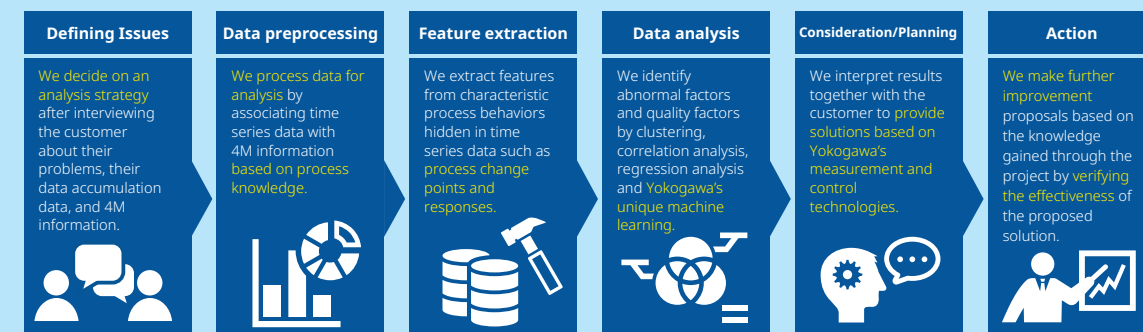 Defining Issues
We decide on an
analysis strategy
after interviewing
the customer
about their
problems, their
data accumulation
data, and 4M
information.
Data preprocessing
We process data for
analysis by
associating time
series data with
4M information
based on process
knowledge.
Feature extraction
We extract features
from characteristic
process behaviors
hidden in time
series data such as
process change
points and
responses.
Data analysis
We identify
abnormal factors
and quality factors
by clustering,
correlation analysis,
regression analysis
and Yokogawa's
unique machine
learning.
Consideration/Planning
We interpret results
together with the
customer to provide
solutions based on
Yokogawa's
measurement and
control
technologies.
Action
We make further
improvement
proposals based on
the knowledge
gained through the
project by verifying
the effectiveness of
the proposed
solution.